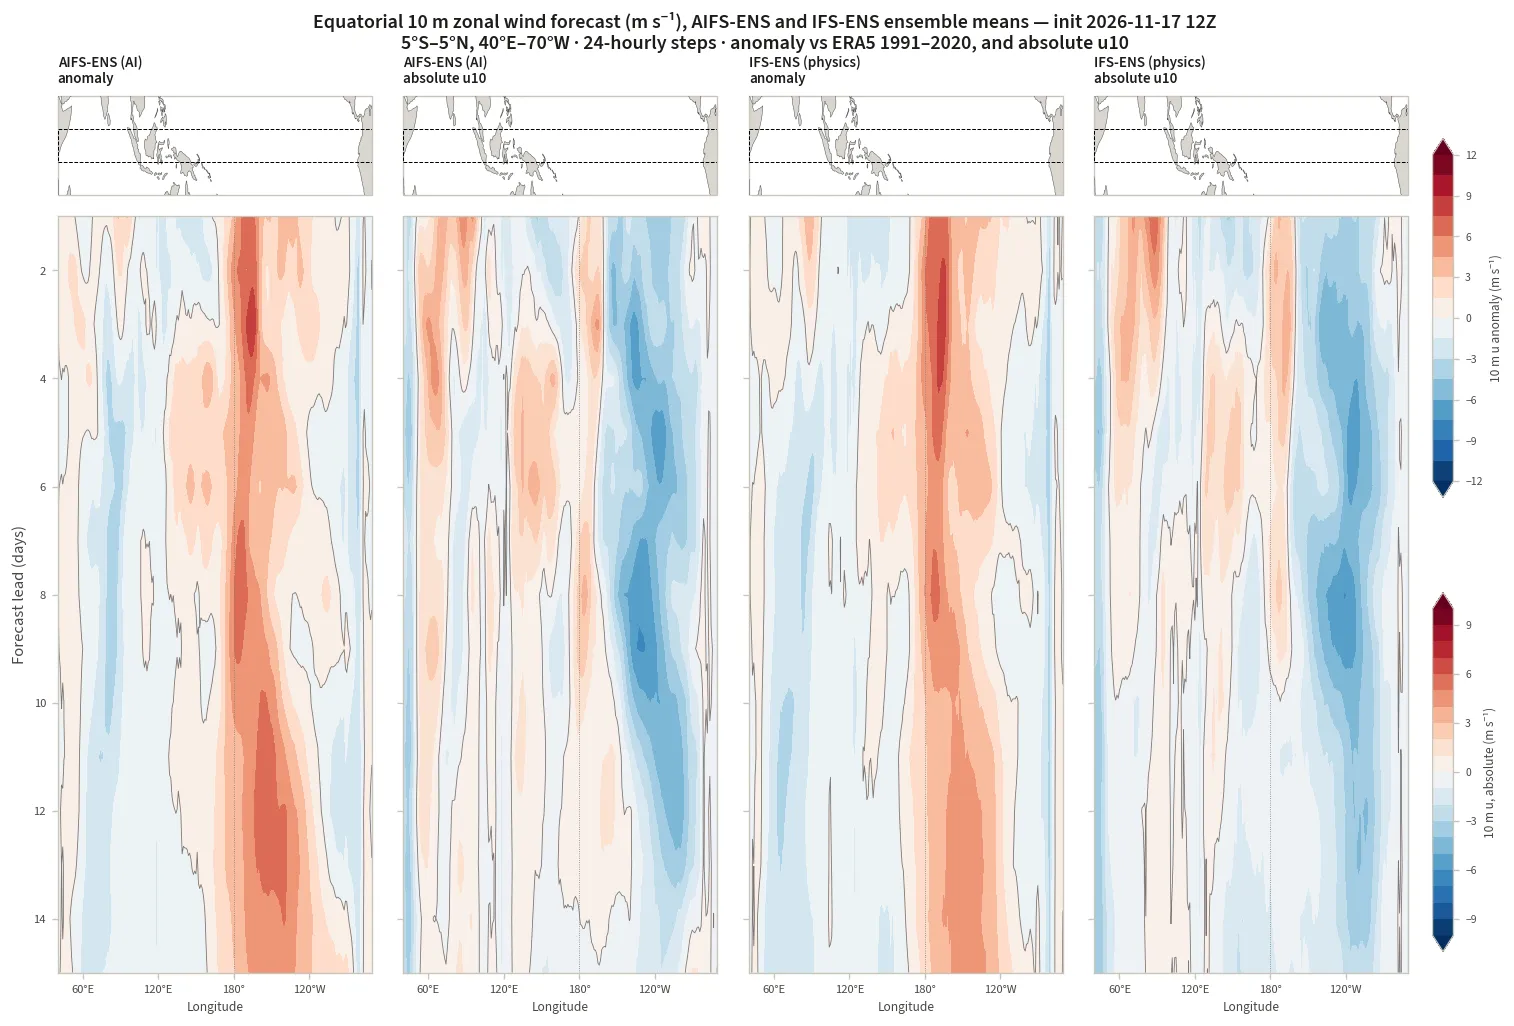 Equatorial 10 m zonal wind forecast (m s⁻¹), AIFS-ENS and IFS-ENS ensemble means — init 2026-11-17 12Z
5°S–5°N, 40°E–70°W · 24-hourly steps · anomaly vs ERA5 1991–2020, and absolute u10
AIFS-ENS (AI)
anomaly
AIFS-ENS (AI)
absolute u10
IFS-ENS (physics)
anomaly
IFS-ENS (physics)
absolute u10
Forecast lead (days)
2
4
6
8
10
12
14
60°E
120°E
180°
120°W
Longitude
60°E
120°E
180°
120°W
Longitude
60°E
120°E
180°
120°W
Longitude
60°E
120°E
180°
120°W
Longitude
12
9
6
3
0
−3
−6
−9
−12
10 m u anomaly (m s⁻¹)
9
6
3
0
−3
−6
−9
10 m u, absolute (m s⁻¹)